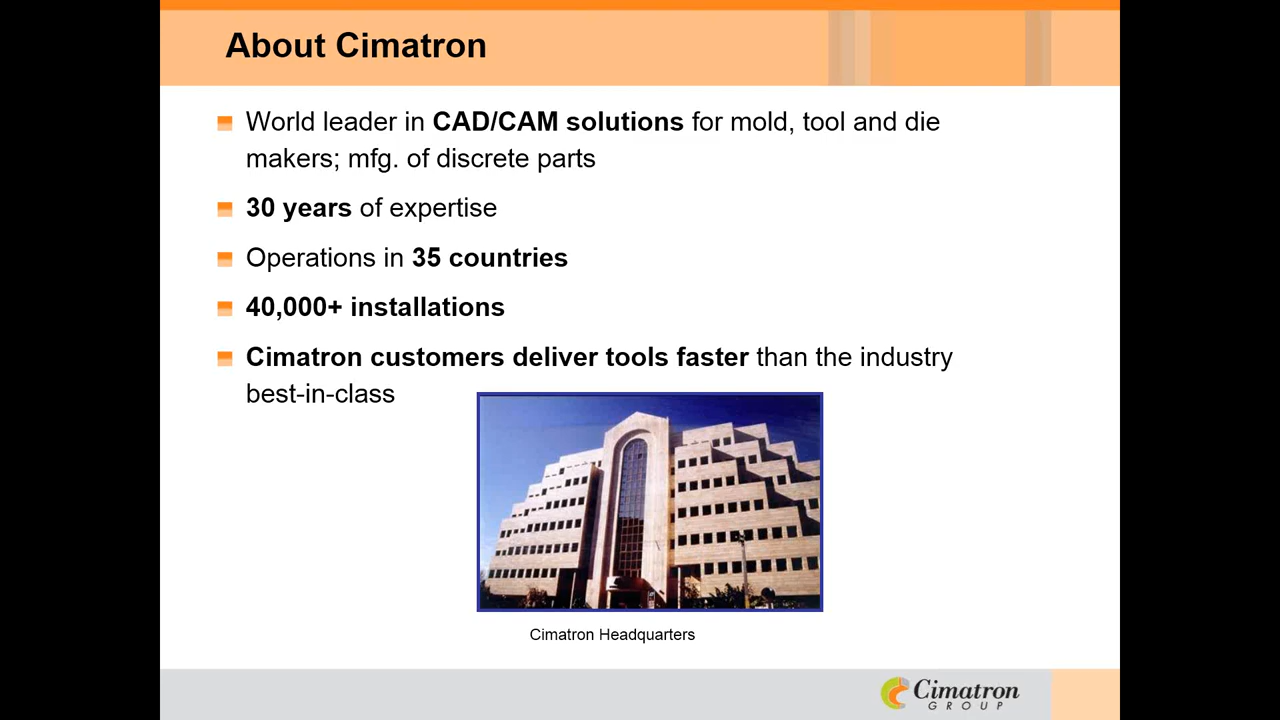 About Cimatron
World leader in CAD/CAM solutions for mold, tool and die
makers; mfg. of discrete parts
30 years of expertise
Operations in 35 countries
40,000+ installations
Cimatron customers deliver tools faster than the industry
best-in-class
Cimatron Headquarters
Cimatron
GROUP